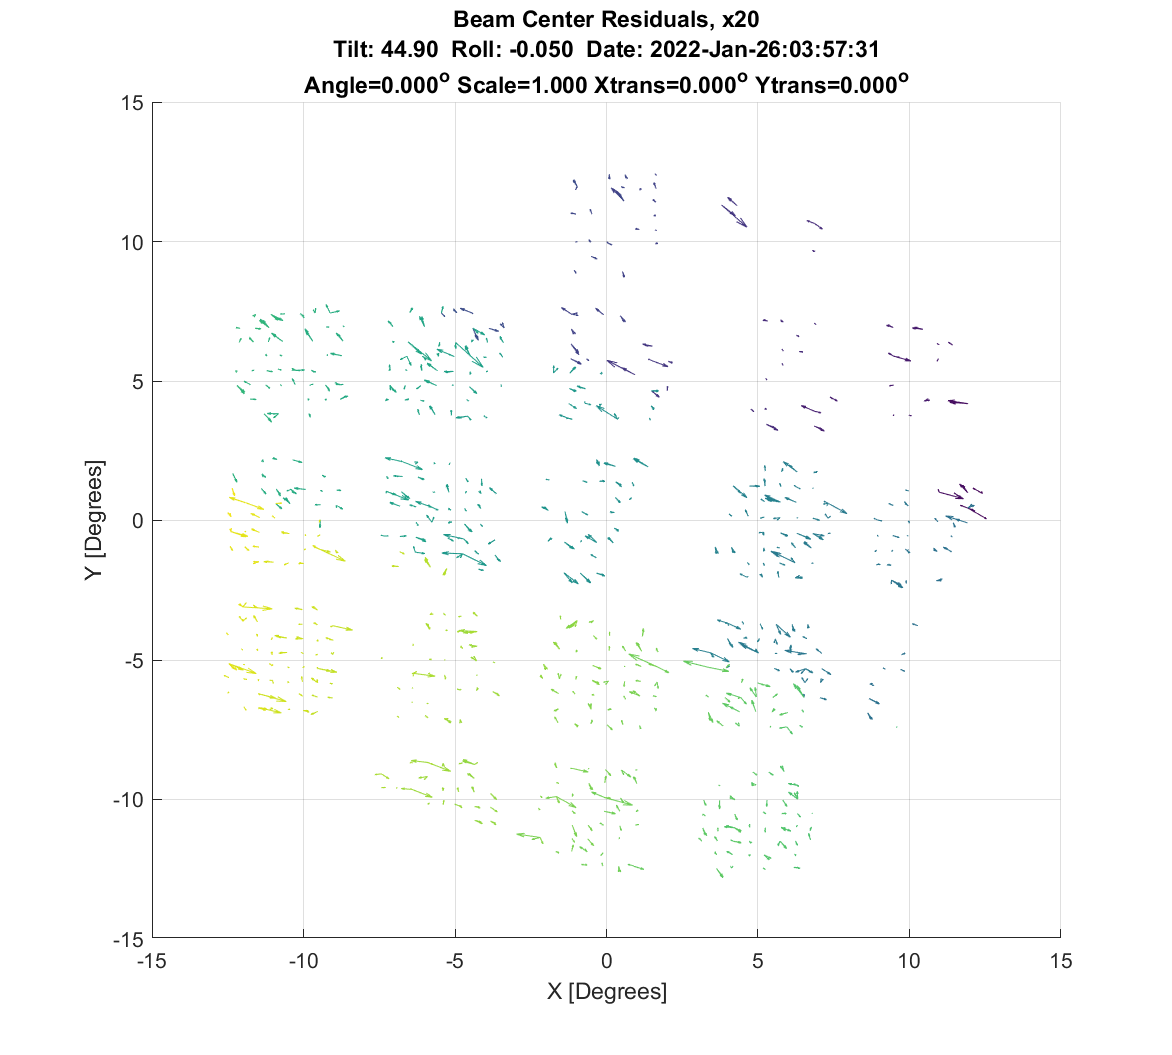 Beam Center Residuals, x20
Tilt: 44.90 Roll: -0.050 Date: 2022-Jan-26:03:57:31
Angle=0.000° Scale=1.000 Xtrans=0.000° Ytrans=0.000°
15
10
5
0
-5
-10
-15
Y [Degrees]
-15 -10 -5 0 5 10 15
X [Degrees]